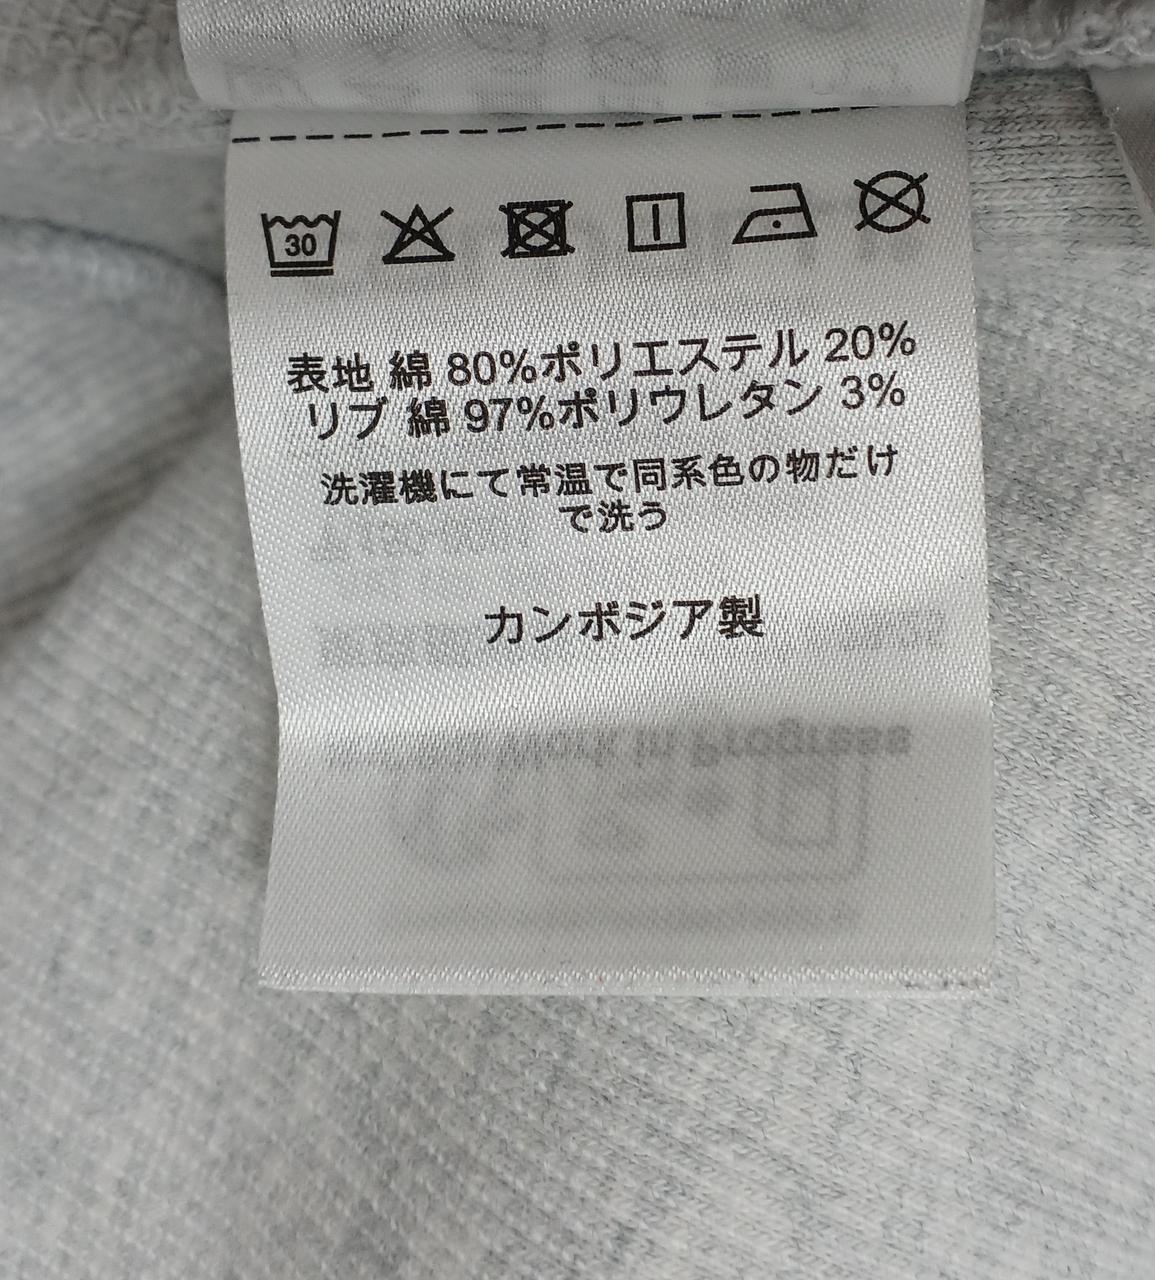 30
表地 綿 80%ポリエステル 20%
リブ 綿 97%ポリウレタン 3%
洗濯機にて常温で同系色の物だけ
で洗う
カンボジア製